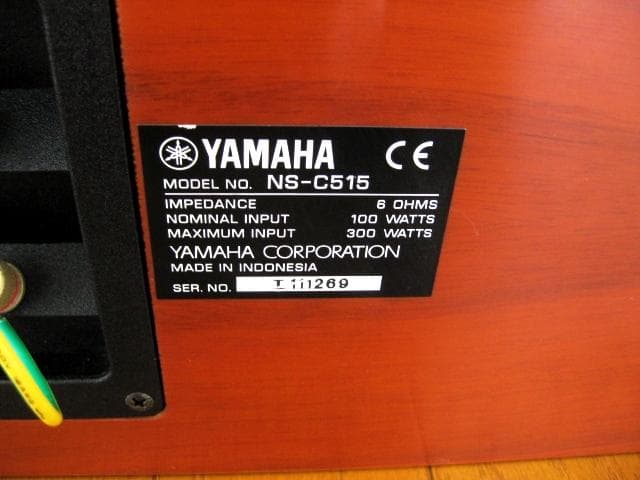 YAMAHA CE
MODEL NO. NS-C515
IMPEDANCE 6 OHMS
NOMINAL INPUT 100 WATTS
MAXIMUM INPUT 300 WATTS
YAMAHA CORPORATION
MADE IN INDONESIA
SER. NO.